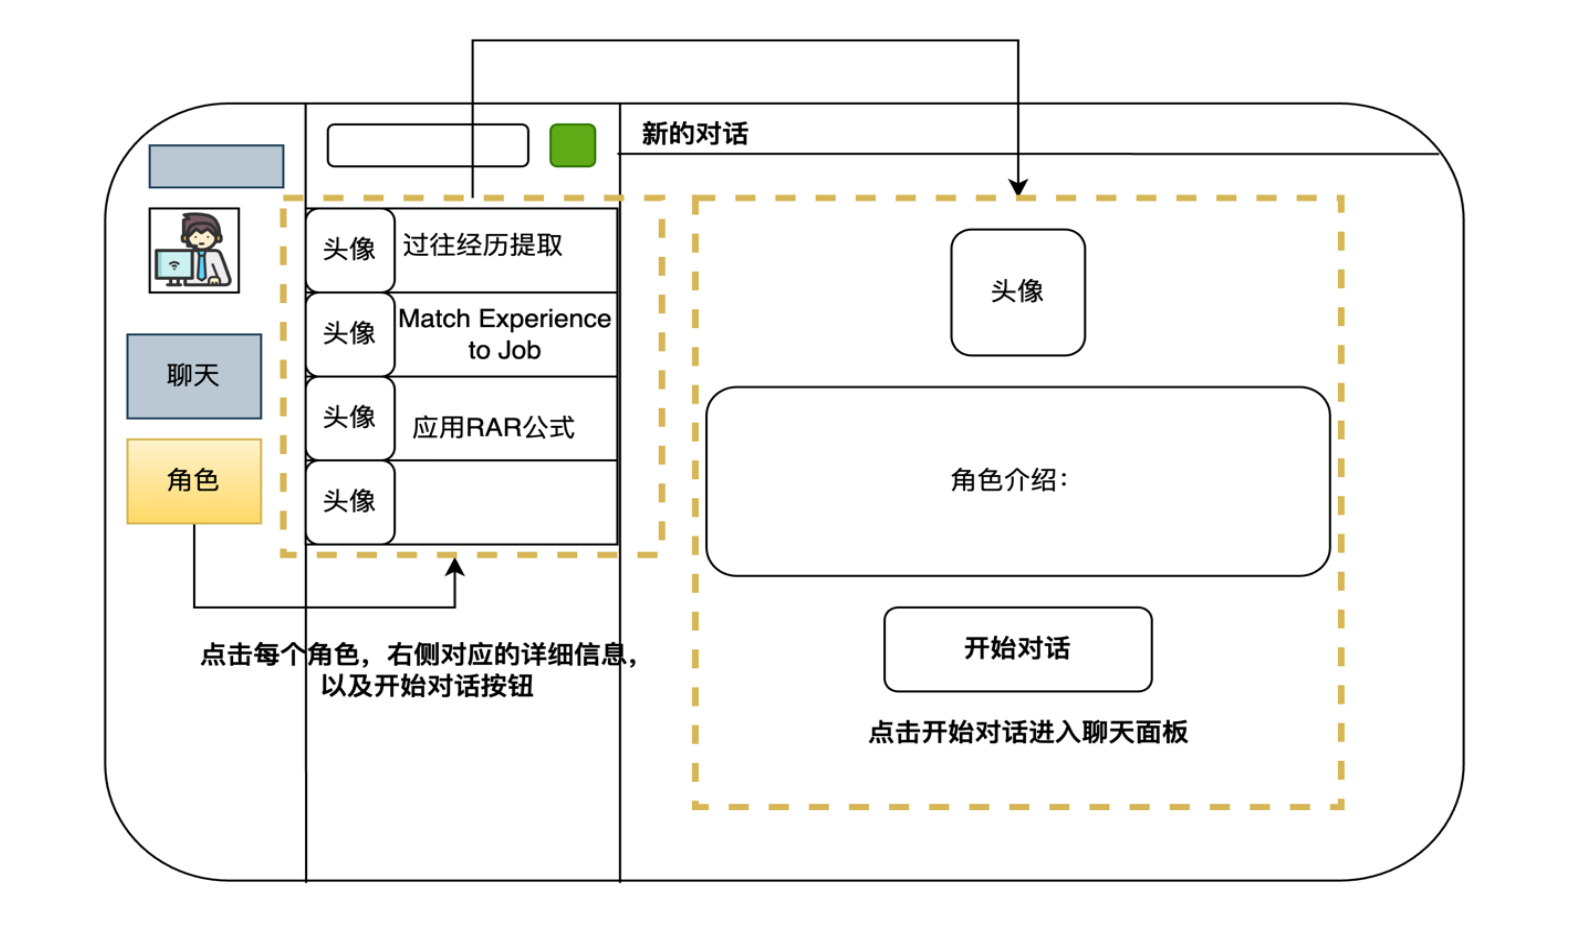 新的对话
头像
过往经历提取
头像
Match Experience
to Job
头像
应用RAR公式
头像
聊天
角色
点击每个角色，右侧对应的详细信息，
以及开始对话按钮
头像
角色介绍：
开始对话
点击开始对话进入聊天面板